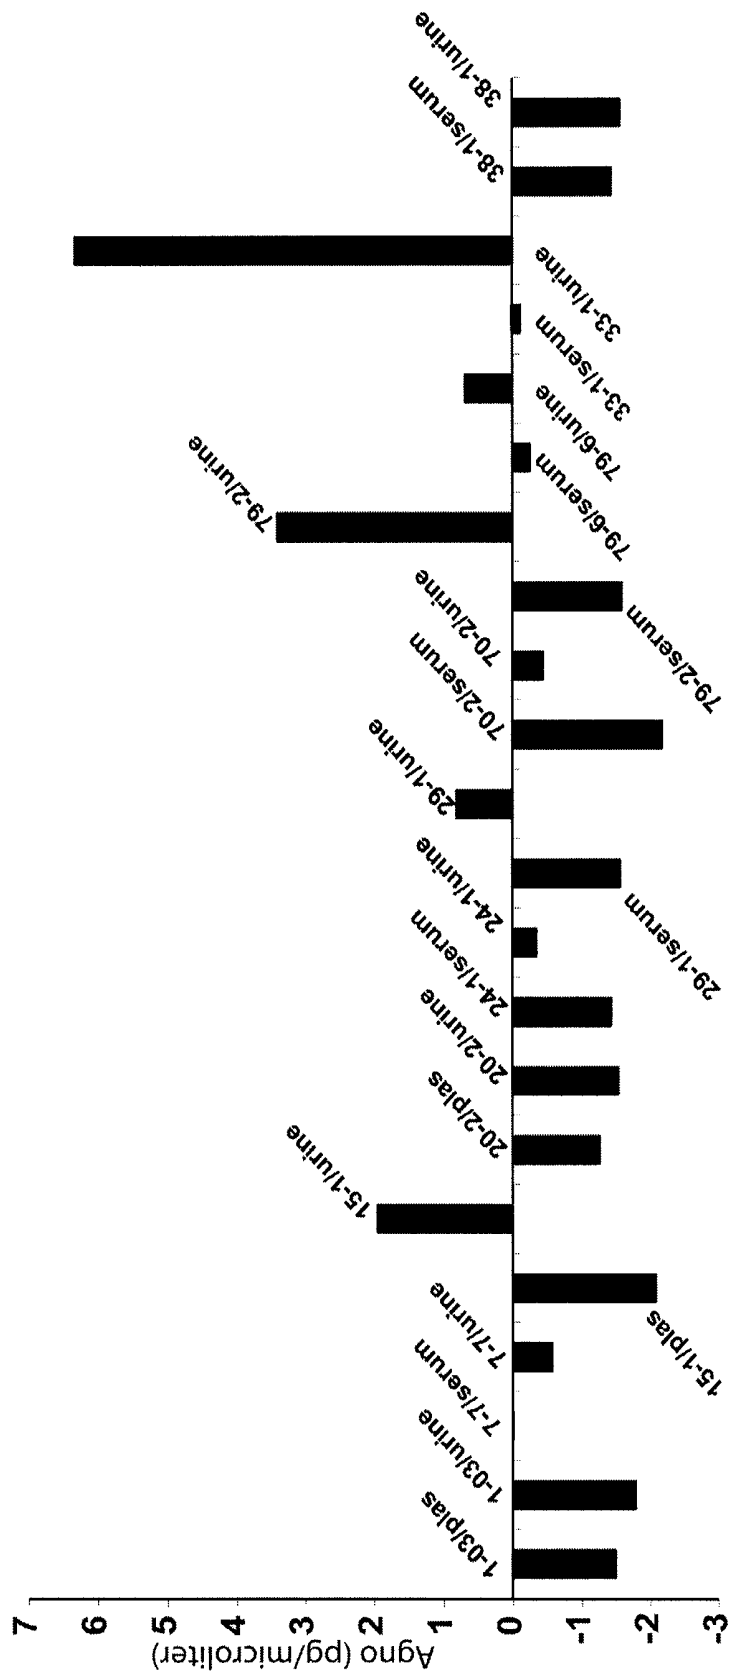 Agno (pg/microliter)
7
6
5
4
3
2
1
0
-1
-2
-3
1-03/plas
1-03/urine
7-7/serum
7-7/urine
15-1/plas
15-1/urine
20-2/plas
20-2/urine
24-1/serum
24-1/urine
29-1/serum
29-1/urine
70-2/serum
70-2/urine
79-2/serum
79-2/urine
79-6/serum
79-6/urine
33-1/serum
33-1/urine
38-1/serum
38-1/urine